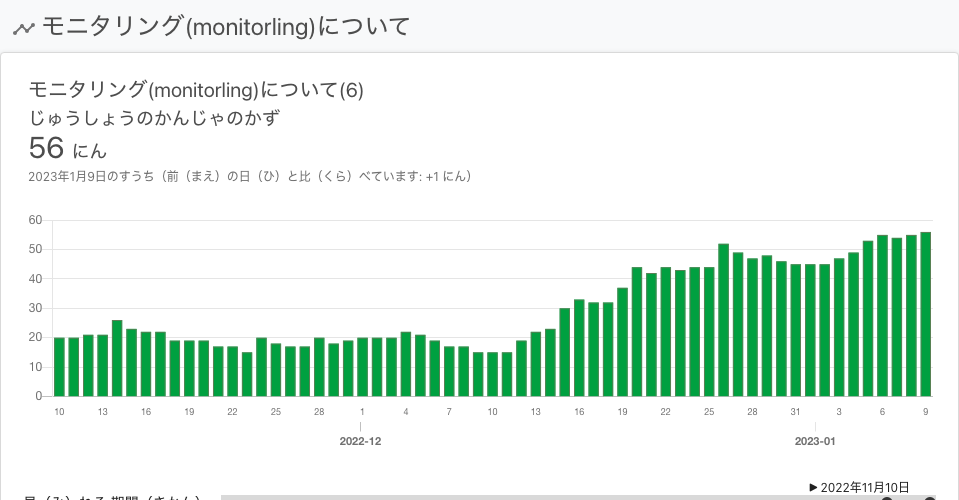 モニタリング(monitorling)について
モニタリング(monitorling)について(6)
じゅうしょうのかんじゃのかず
56 にん
2023年1月9日のすうち（前（まえ）の日（ひ）と比（くら）べています: +1 にん）
60
50
40
30
20
10
0
10 13 16 19 22 25 28 1 4 7 10 13 16 19 22 25 28 31 3 6 9
2022-12 2023-01
▶ 2022年11月10日